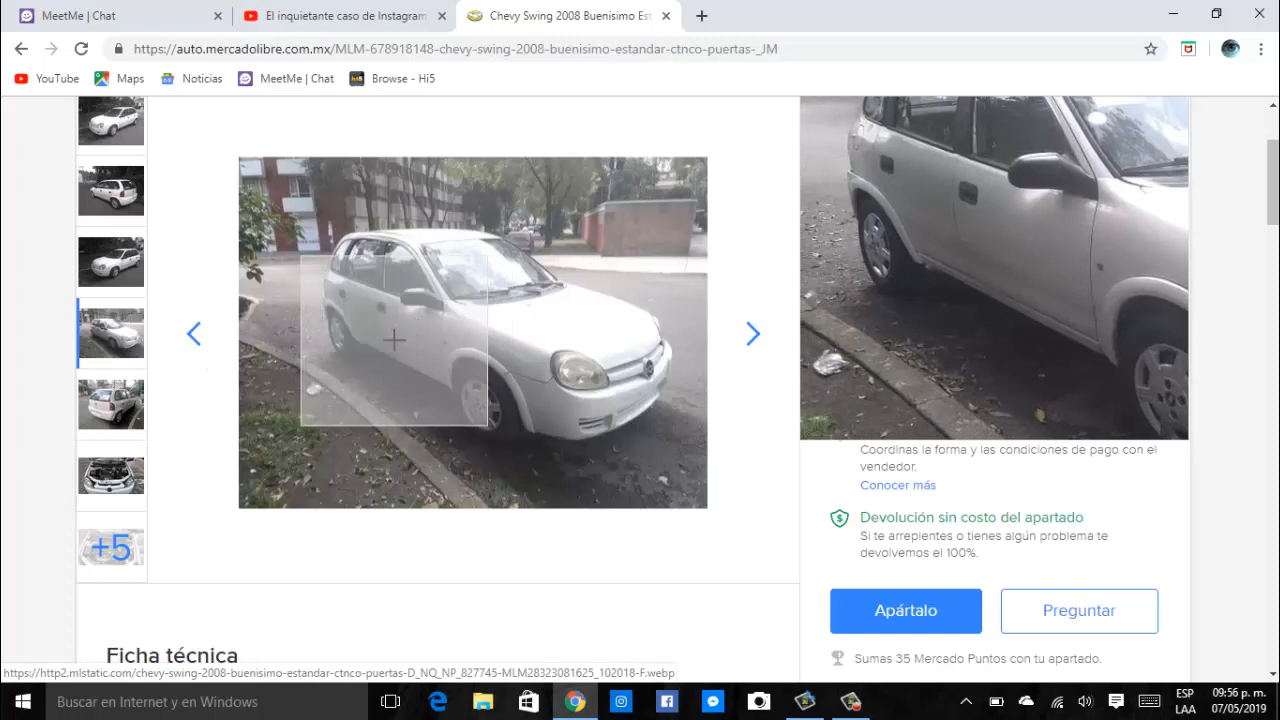 MeetMe | Chat
El inquietante caso de Instagram
Chevy Swing 2008 Buenisimo Est
https://auto.mercadolibre.com.mx/MLM-678918148-chevy-swing-2008-buenisimo-estandar-ctnco-puertas-_JM
YouTube
Maps
Noticias
MeetMe | Chat
Browse - Hi5
+5
Coordinas la forma y las condiciones de pago con el
vendedor.
Conocer más
Devolución sin costo del apartado
Si te arrepientes o tienes algún problema te
devolvemos el 100%.
Apártalo
Preguntar
Sumas 35 Mercado Puntos con tu apartado.
Ficha técnica
https://http2.mlstatic.com/chevy-swing-2008-buenisimo-estandar-ctnco-puertas-D_NQ_NP_827745-MLM28323081625_102018-F.webp
Buscar en Internet y en Windows
ESP
LAA
09:56 p. m.
07/05/2019